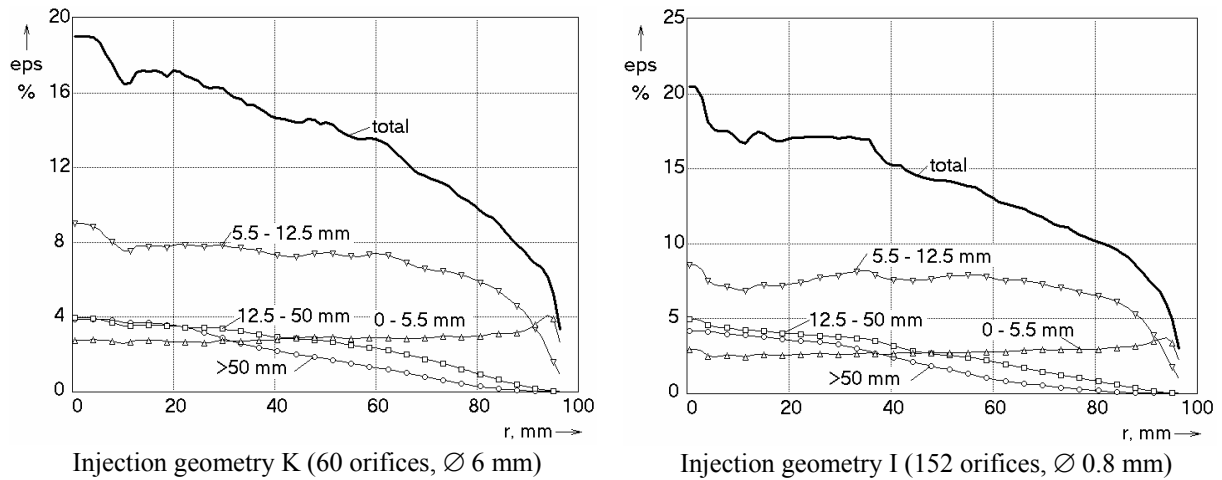 20
eps
%
16
12
8
4
0
total
5.5 - 12.5 mm
12.5 - 50 mm
0 - 5.5 mm
>50 mm
0 20 40 60 80 100
r, mm
Injection geometry K (60 orifices, ∅ 6 mm)
25
eps
%
20
15
10
5
0
total
5.5 - 12.5 mm
12.5 - 50 mm
0 - 5.5 mm
>50 mm
0 20 40 60 80 100
r, mm
Injection geometry I (152 orifices, ∅ 0.8 mm)